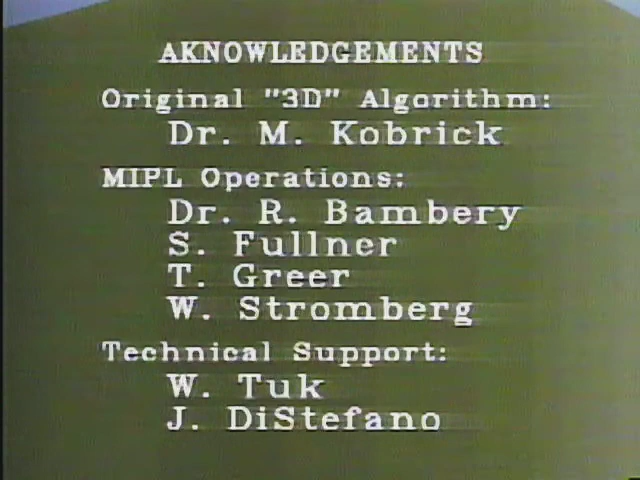 AKNOWLEDGEMENTS
Original "3D" Algorithm:
Dr. M. Kobrick
MIPL Operations:
Dr. R. Bambery
S. Fullner
T. Greer
W. Stromberg
Technical Support:
W. Tuk
J. DiStefano